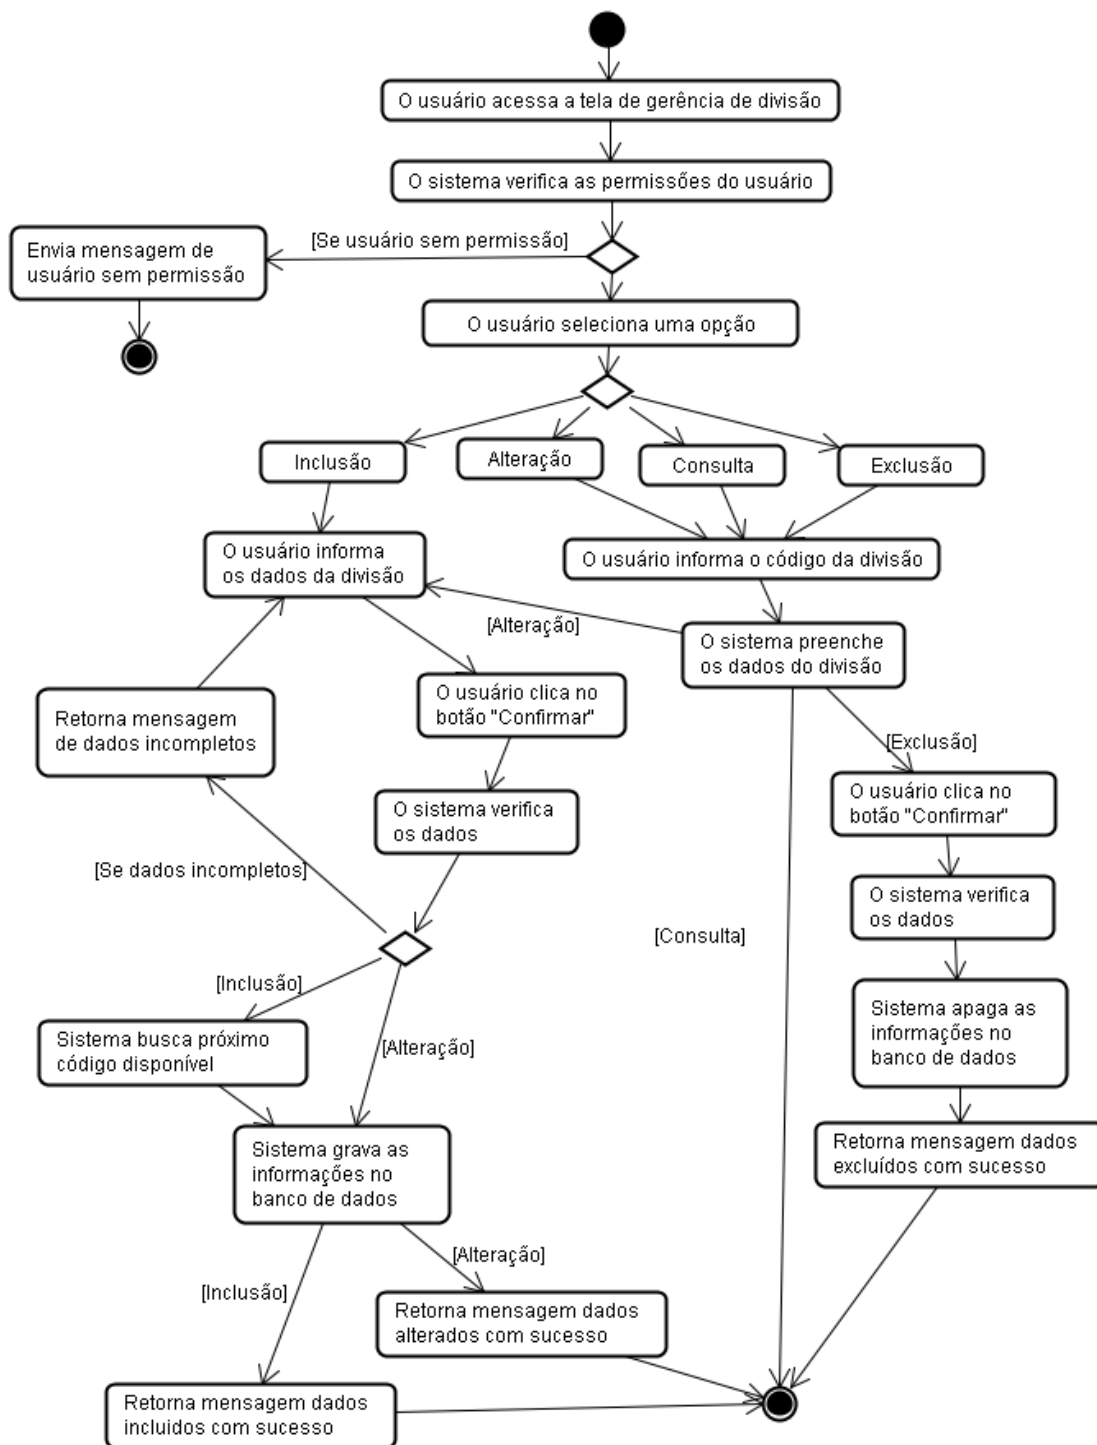 O usuário acessa a tela de gerência de divisão
O sistema verifica as permissões do usuário
[Se usuário sem permissão]
Envia mensagem de
usuário sem permissão
O usuário seleciona uma opção
Inclusão
Alteração
Consulta
Exclusão
O usuário informa
os dados da divisão
O usuário informa o código da divisão
[Alteração]
O sistema preenche
os dados do divisão
O usuário clica no
botão "Confirmar"
Retorna mensagem
de dados incompletos
[Exclusão]
O usuário clica no
botão "Confirmar"
O sistema verifica
os dados
[Se dados incompletos]
O sistema verifica
os dados
[Consulta]
[Inclusão]
Sistema busca próximo
código disponível
[Alteração]
Sistema apaga as
informações no
banco de dados
Sistema grava as
informações no
banco de dados
Retorna mensagem dados
excluídos com sucesso
[Alteração]
[Inclusão]
Retorna mensagem dados
alterados com sucesso
Retorna mensagem dados
incluidos com sucesso